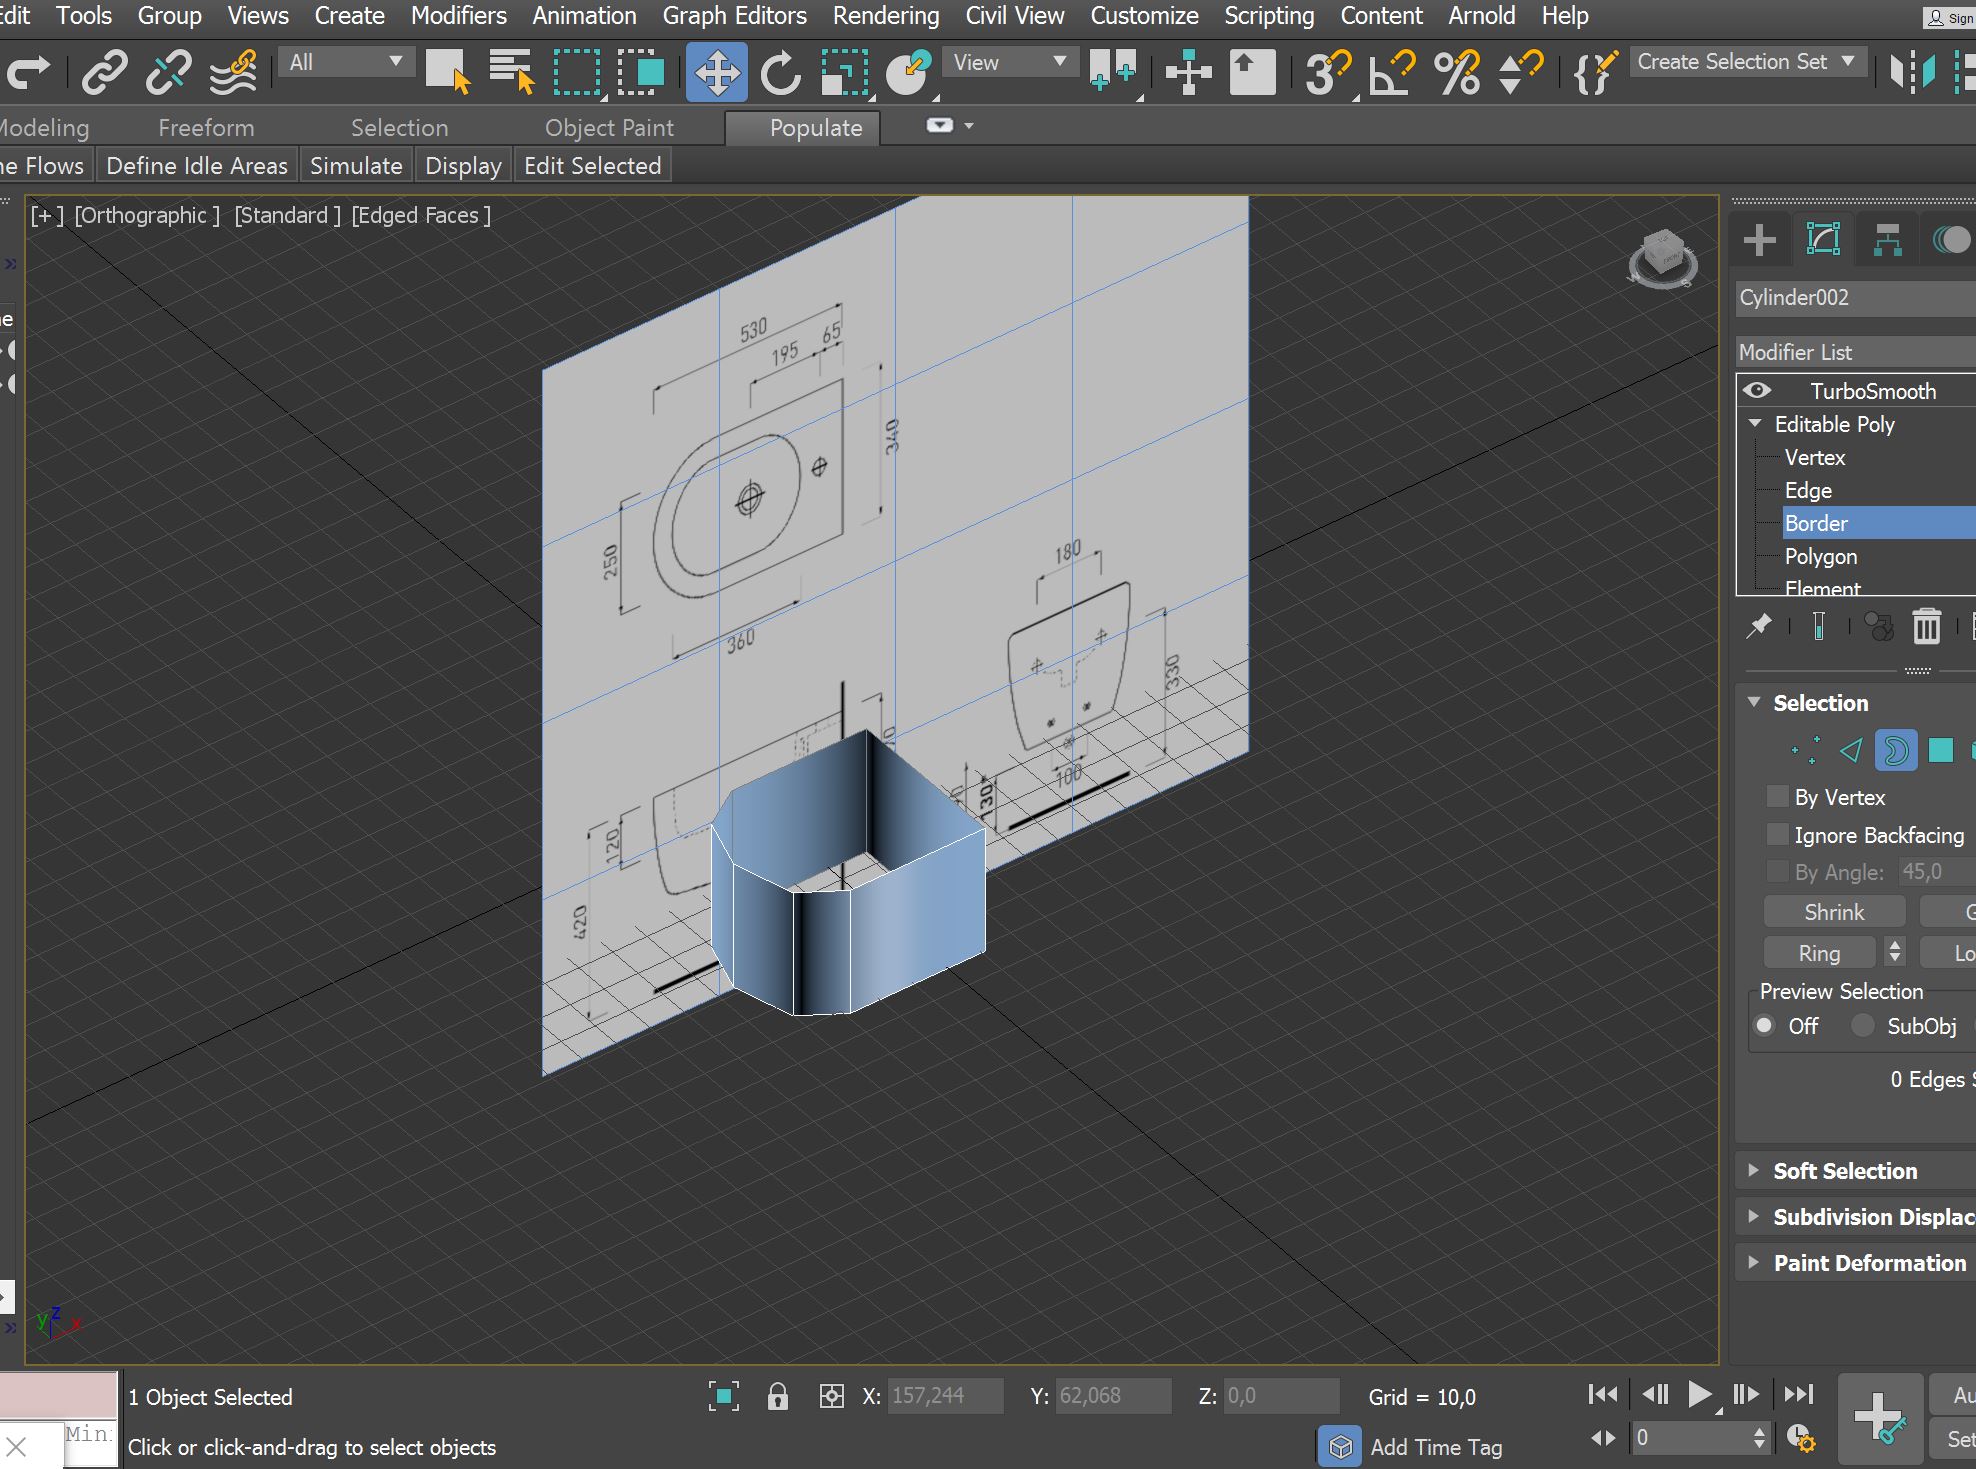 Edit Tools Group Views Create Modifiers Animation Graph Editors Rendering Civil View Customize Scripting Content Arnold Help Sign
All View 3 Create Selection Set
Modeling Freeform Selection Object Paint Populate
ne Flows Define Idle Areas Simulate Display Edit Selected
[+] [Orthographic ] [Standard ] [Edged Faces ]
Cylinder002
Modifier List
TurboSmooth
Editable Poly
Vertex
Edge
Border
Polygon
Element
530
195 65
340
250
360
180
330
100
130
120
420
Selection
By Vertex
Ignore Backfacing
By Angle: 45,0
Shrink G
Ring Lo
Preview Selection
Off SubObj
0 Edges S
Soft Selection
Subdivision Displac
Paint Deformation
y z x
1 Object Selected X: 157,244 Y: 62,068 Z: 0,0 Grid = 10,0 Au
Min
Click or click-and-drag to select objects Add Time Tag 0 Set